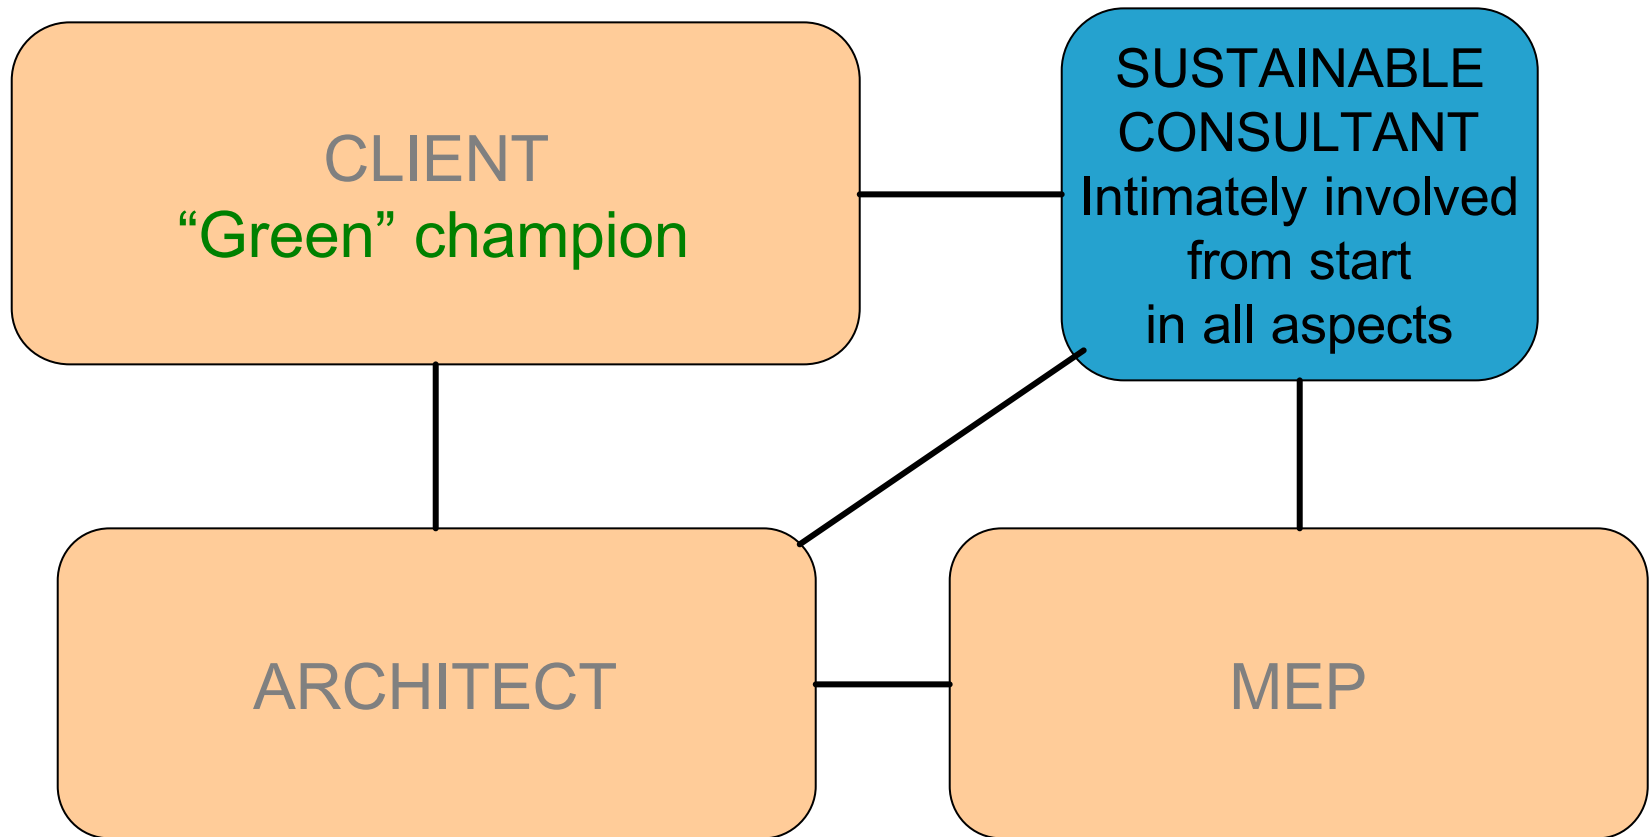 CLIENT
“Green” champion
SUSTAINABLE
CONSULTANT
Intimately involved
from start
in all aspects
ARCHITECT
MEP